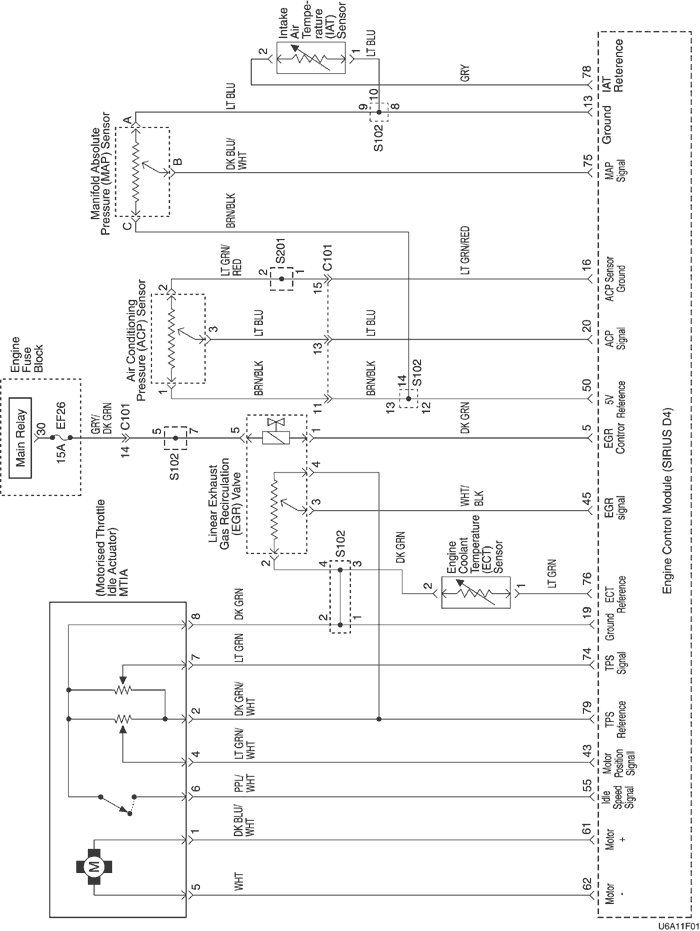 Engine
Fuse
Block
Main Relay
30
EF26
15A
GRY/
DK GRN
14
C101
5
7
S102
5
1
Linear Exhaust
Gas Recirculation
(EGR) Valve
4
3
2
DK GRN
WHT/
BLK
Air Conditioning
Pressure (ACP) Sensor
1
2
3
BRN/BLK
LT BLU
LT GRN/
RED
2
1
S201
11
13
15
C101
BRN/BLK
LT BLU
LT GRN/RED
14
13
12
S102
Manifold Absolute
Pressure (MAP) Sensor
A
B
C
LT BLU
DK BLU/
WHT
BRN/BLK
Intake
Air
Tempe-
rature
(IAT)
Sensor
2
1
LT BLU
GRY
9
10
8
S102
(Motorised Throttle
Idle Actuator)
MTIA
M
8
7
2
4
6
1
5
DK GRN
LT GRN
DK GRN/
WHT
LT GRN/
WHT
PPL/
WHT
DK BLU/
WHT
WHT
S102
4
3
2
1
DK GRN
Engine
Coolant
Temperature
(ECT)
Sensor
2
1
LT GRN
78
IAT
Reference
13
Ground
75
MAP
Signal
16
ACP Sensor
Ground
20
ACP
Signal
50
5V
Reference
5
EGR
Contror
45
EGR
signal
76
ECT
Reference
19
Ground
74
TPS
Signal
79
TPS
Reference
43
Motor
Position
Signall
55
Idle
Speed
Signal
61
Motor
+
62
Motor
-
Engine Control Module (SIRIUS D4)
U6A11F01